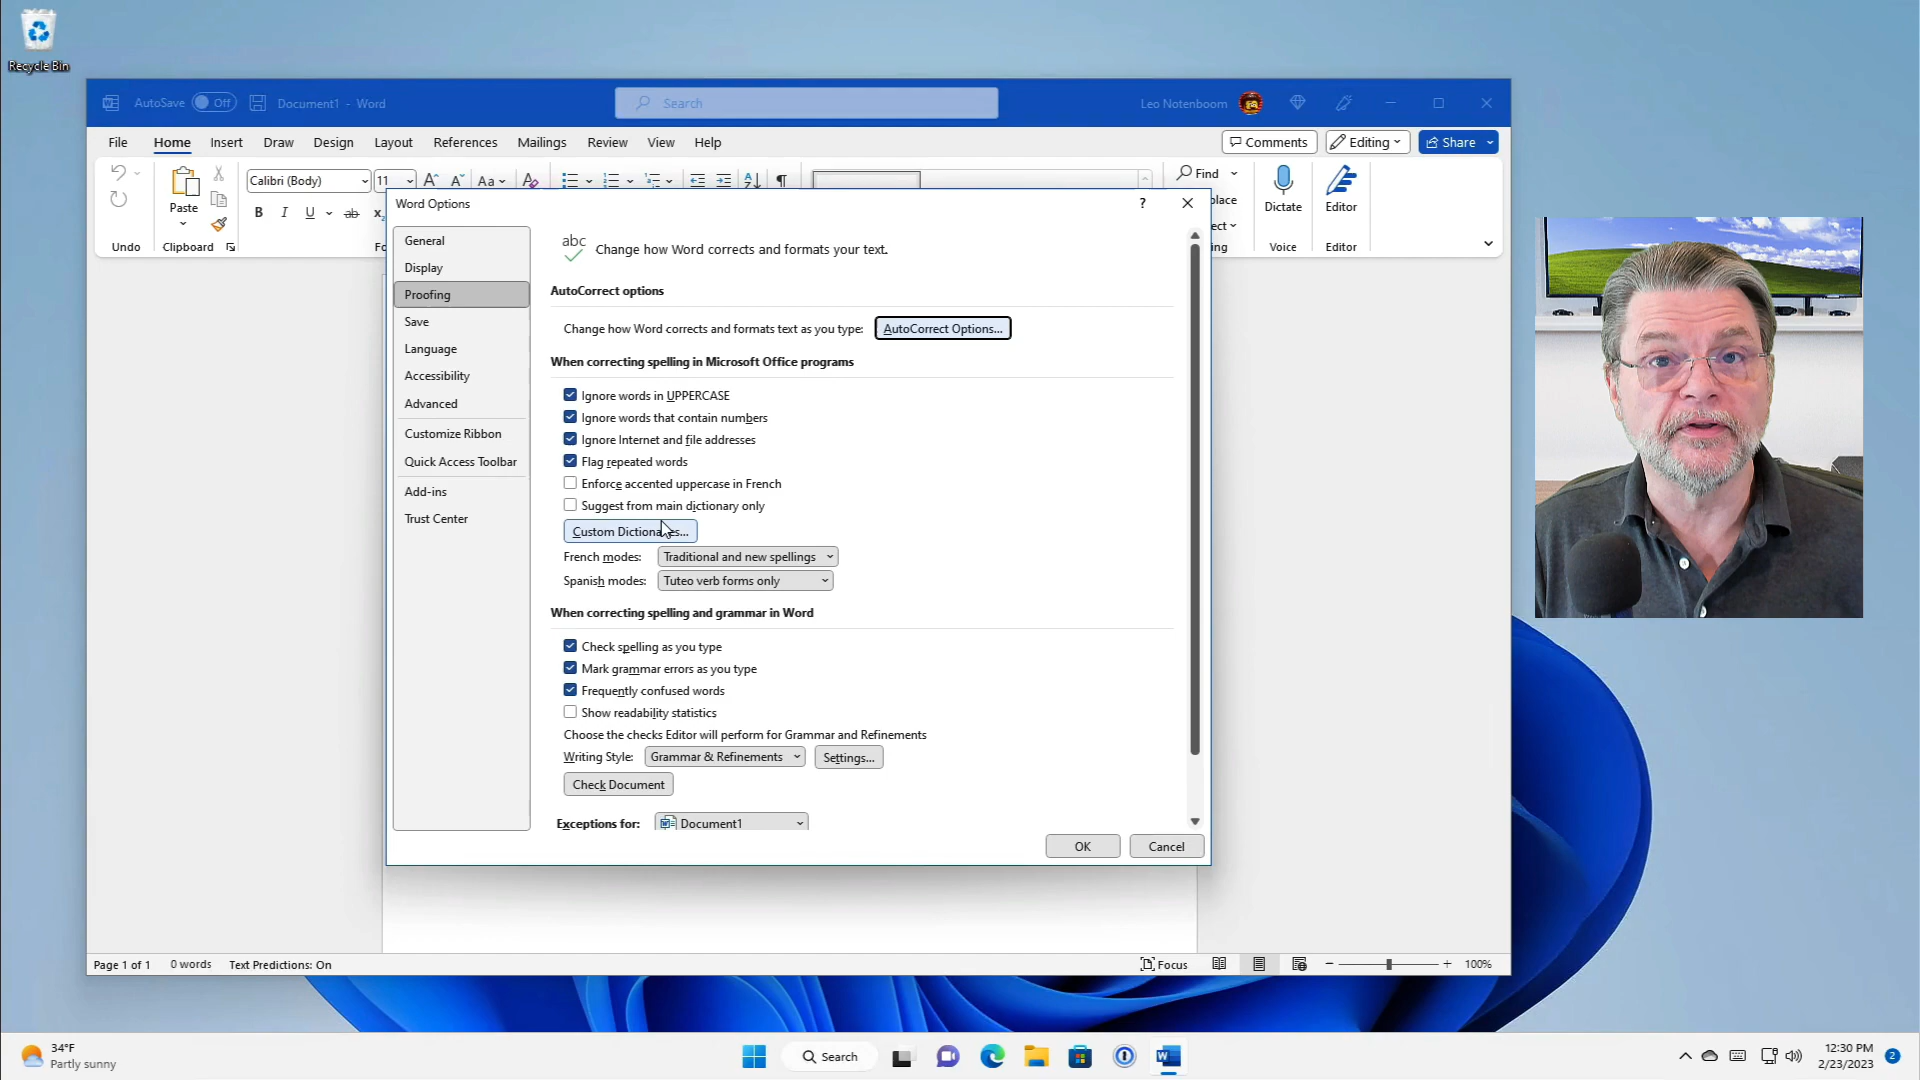 Recycle Bin
AutoSave Off Document1 - Word Search Leo Notenboom
File Home Insert Draw Design Layout References Mailings Review View Help Comments Editing Share
Calibri (Body) 11 Aa Find
Paste place Dictate Editor
B I U ab ect
Undo Clipboard Fo ng Voice Editor
Word Options ?
General
Display
Proofing
Save
Language
Accessibility
Advanced
Customize Ribbon
Quick Access Toolbar
Add-ins
Trust Center
abc Change how Word corrects and formats your text.
AutoCorrect options
Change how Word corrects and formats text as you type: AutoCorrect Options...
When correcting spelling in Microsoft Office programs
Ignore words in UPPERCASE
Ignore words that contain numbers
Ignore Internet and file addresses
Flag repeated words
Enforce accented uppercase in French
Suggest from main dictionary only
Custom Dictionaries...
French modes: Traditional and new spellings
Spanish modes: Tuteo verb forms only
When correcting spelling and grammar in Word
Check spelling as you type
Mark grammar errors as you type
Frequently confused words
Show readability statistics
Choose the checks Editor will perform for Grammar and Refinements
Writing Style: Grammar & Refinements Settings...
Check Document
Exceptions for: Document1
OK Cancel
Page 1 of 1 0 words Text Predictions: On Focus 100%
34°F
Partly sunny
Search
12:30 PM
2/23/2023
2